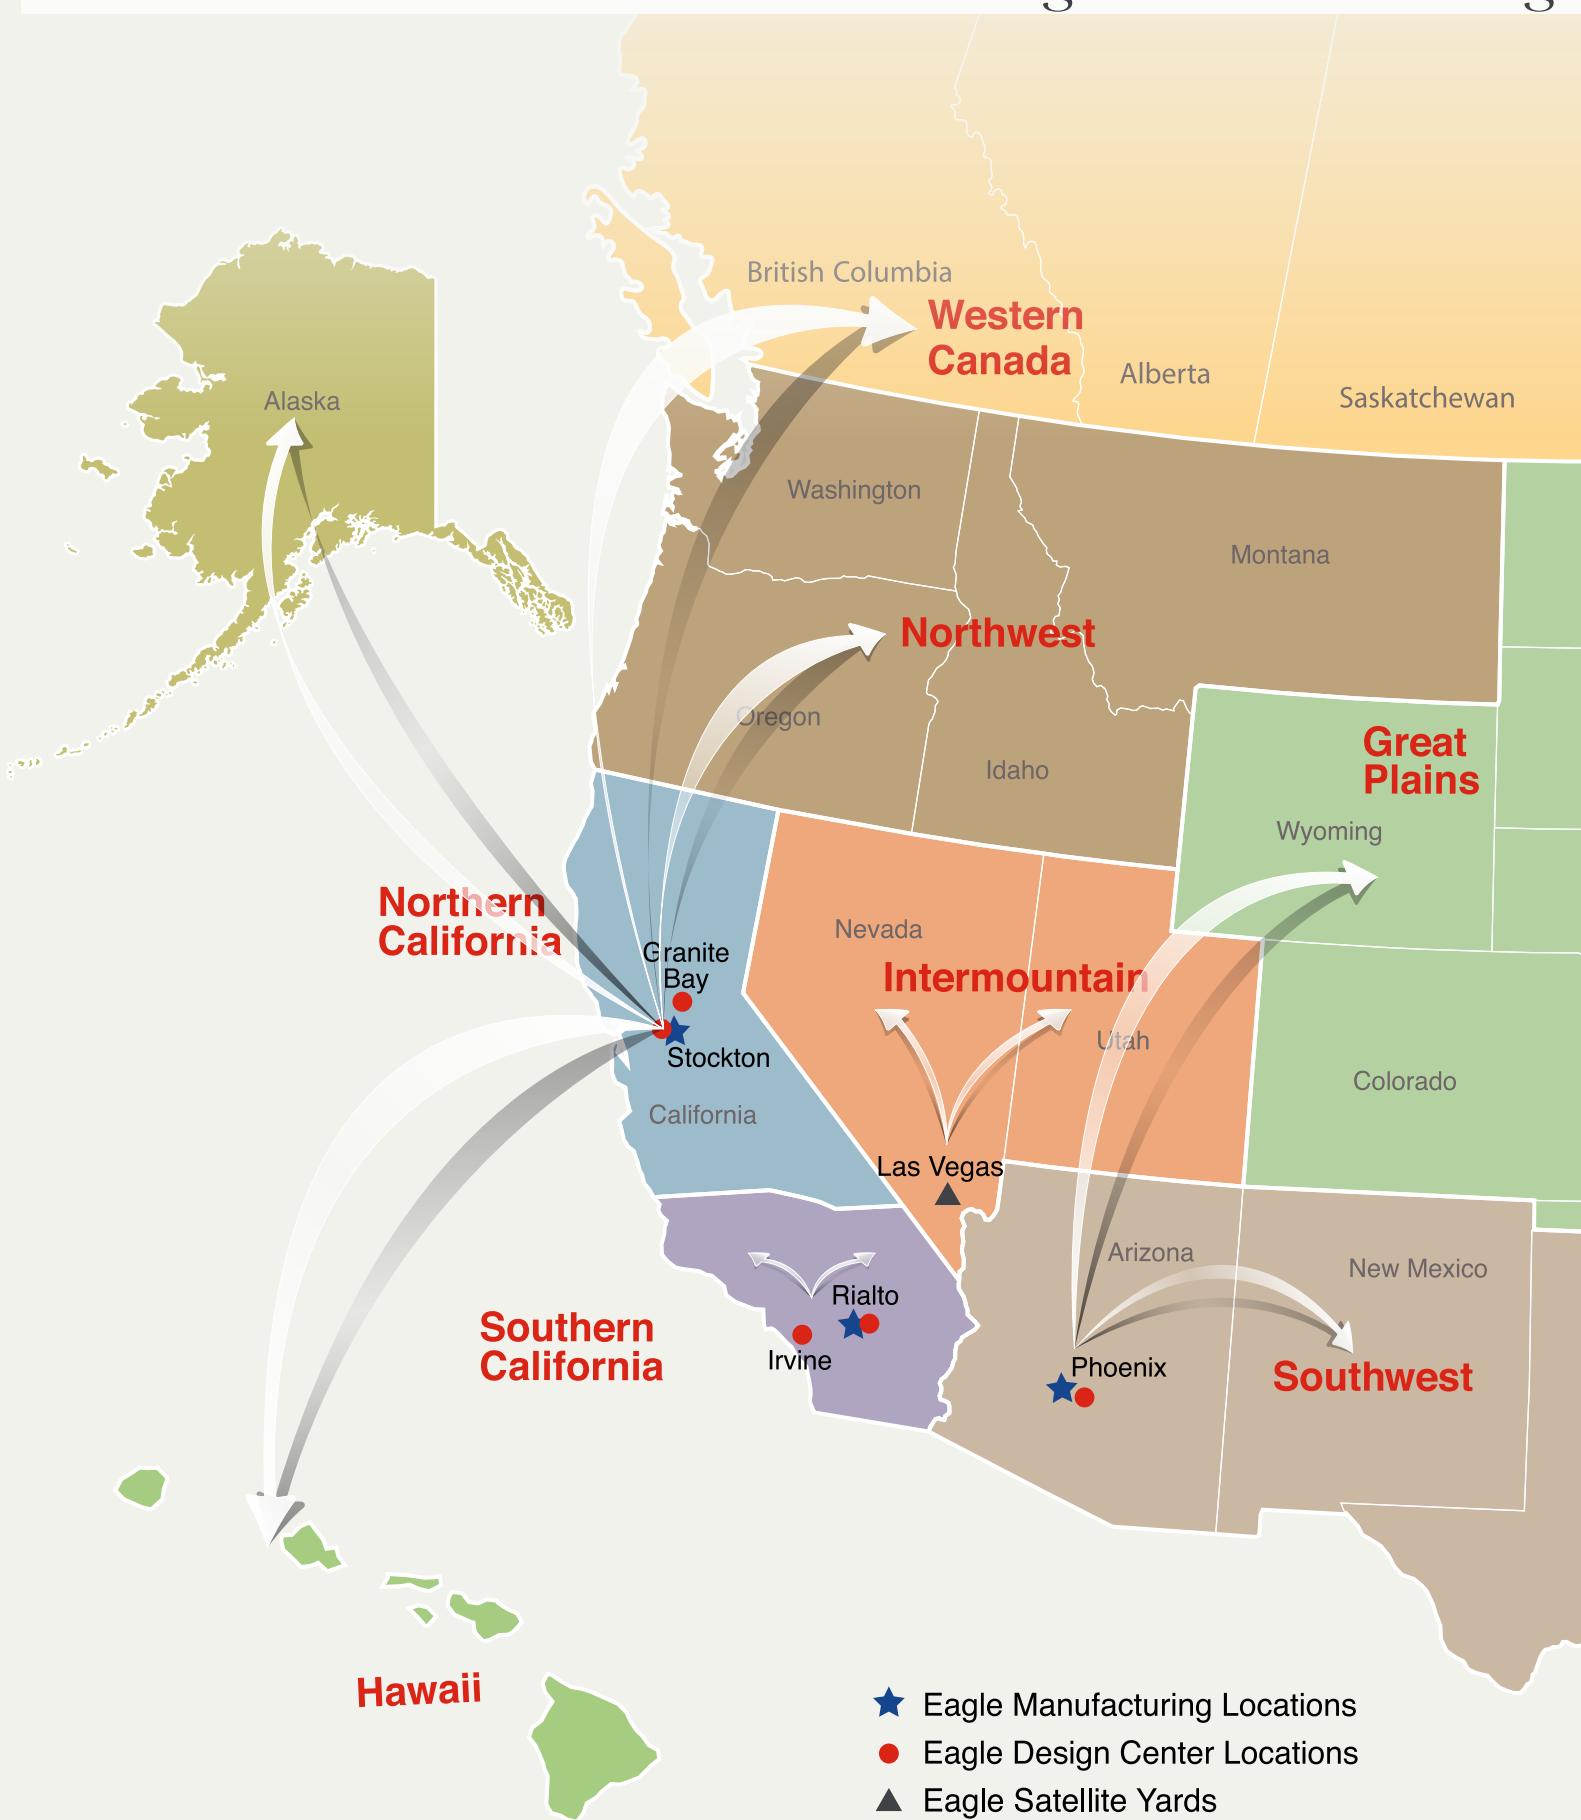 British Columbia
Western
Canada
Alberta
Saskatchewan
Alaska
Washington
Montana
Northwest
Oregon
Idaho
Great
Plains
Wyoming
Northern
California
Nevada
Granite
Bay
Intermountain
Utah
Stockton
Colorado
California
Las Vegas
Arizona
New Mexico
Rialto
Southern
California
Irvine
Phoenix
Southwest
Hawaii
Eagle Manufacturing Locations
Eagle Design Center Locations
Eagle Satellite Yards